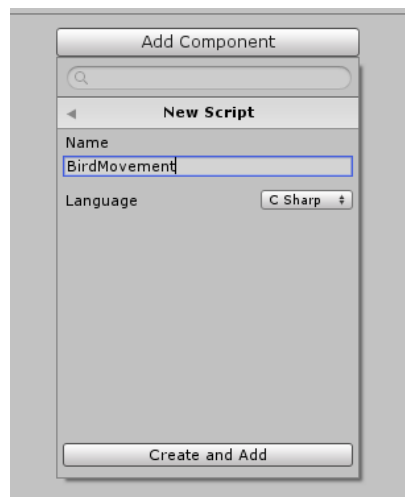 Add Component
New Script
Name
BirdMovement
Language C Sharp
Create and Add